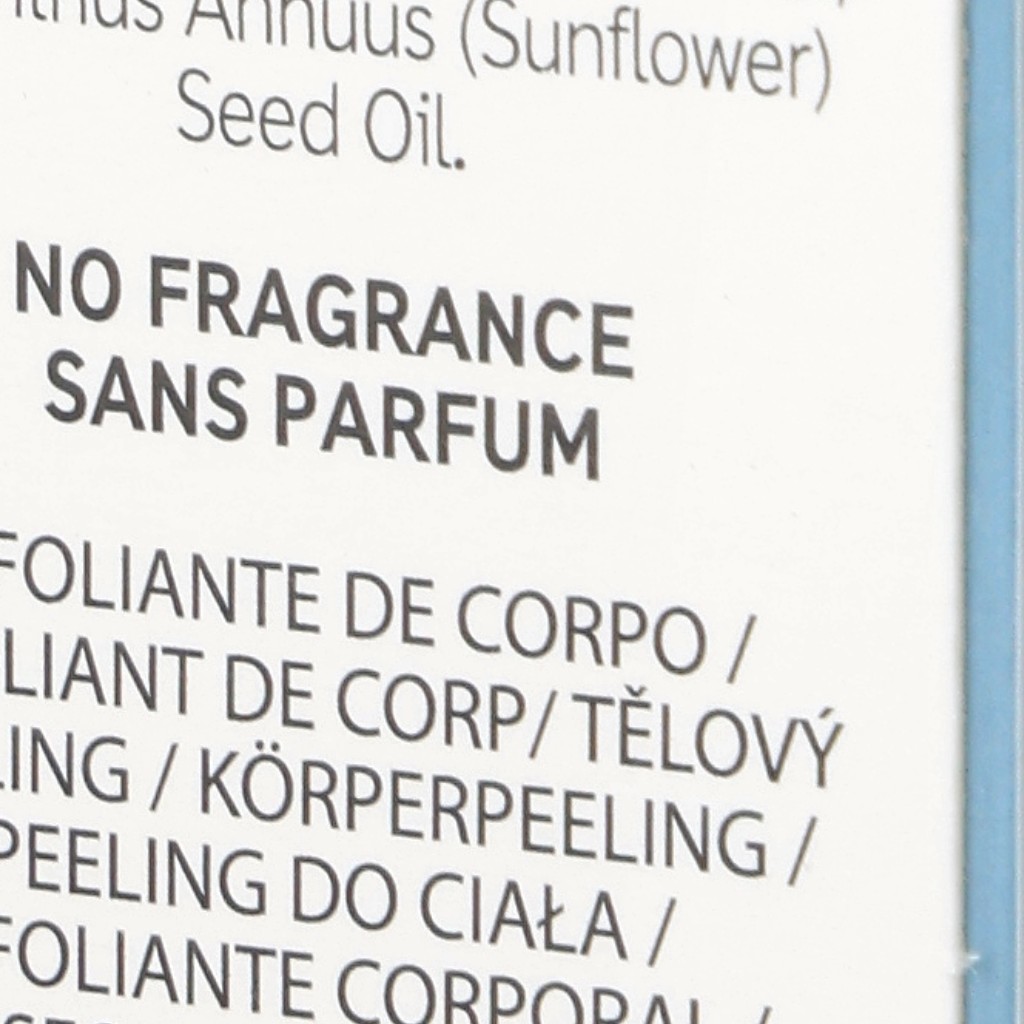 Annuus (Sunflower)
Seed Oil.
NO FRAGRANCE
SANS PARFUM
FOLIANTE DE CORPO /
LIANT DE CORP/ TĚLOVÝ
LING / KÖRPERPEELING /
PEELING DO CIAŁA /
FOLIANTE CORPORAL /